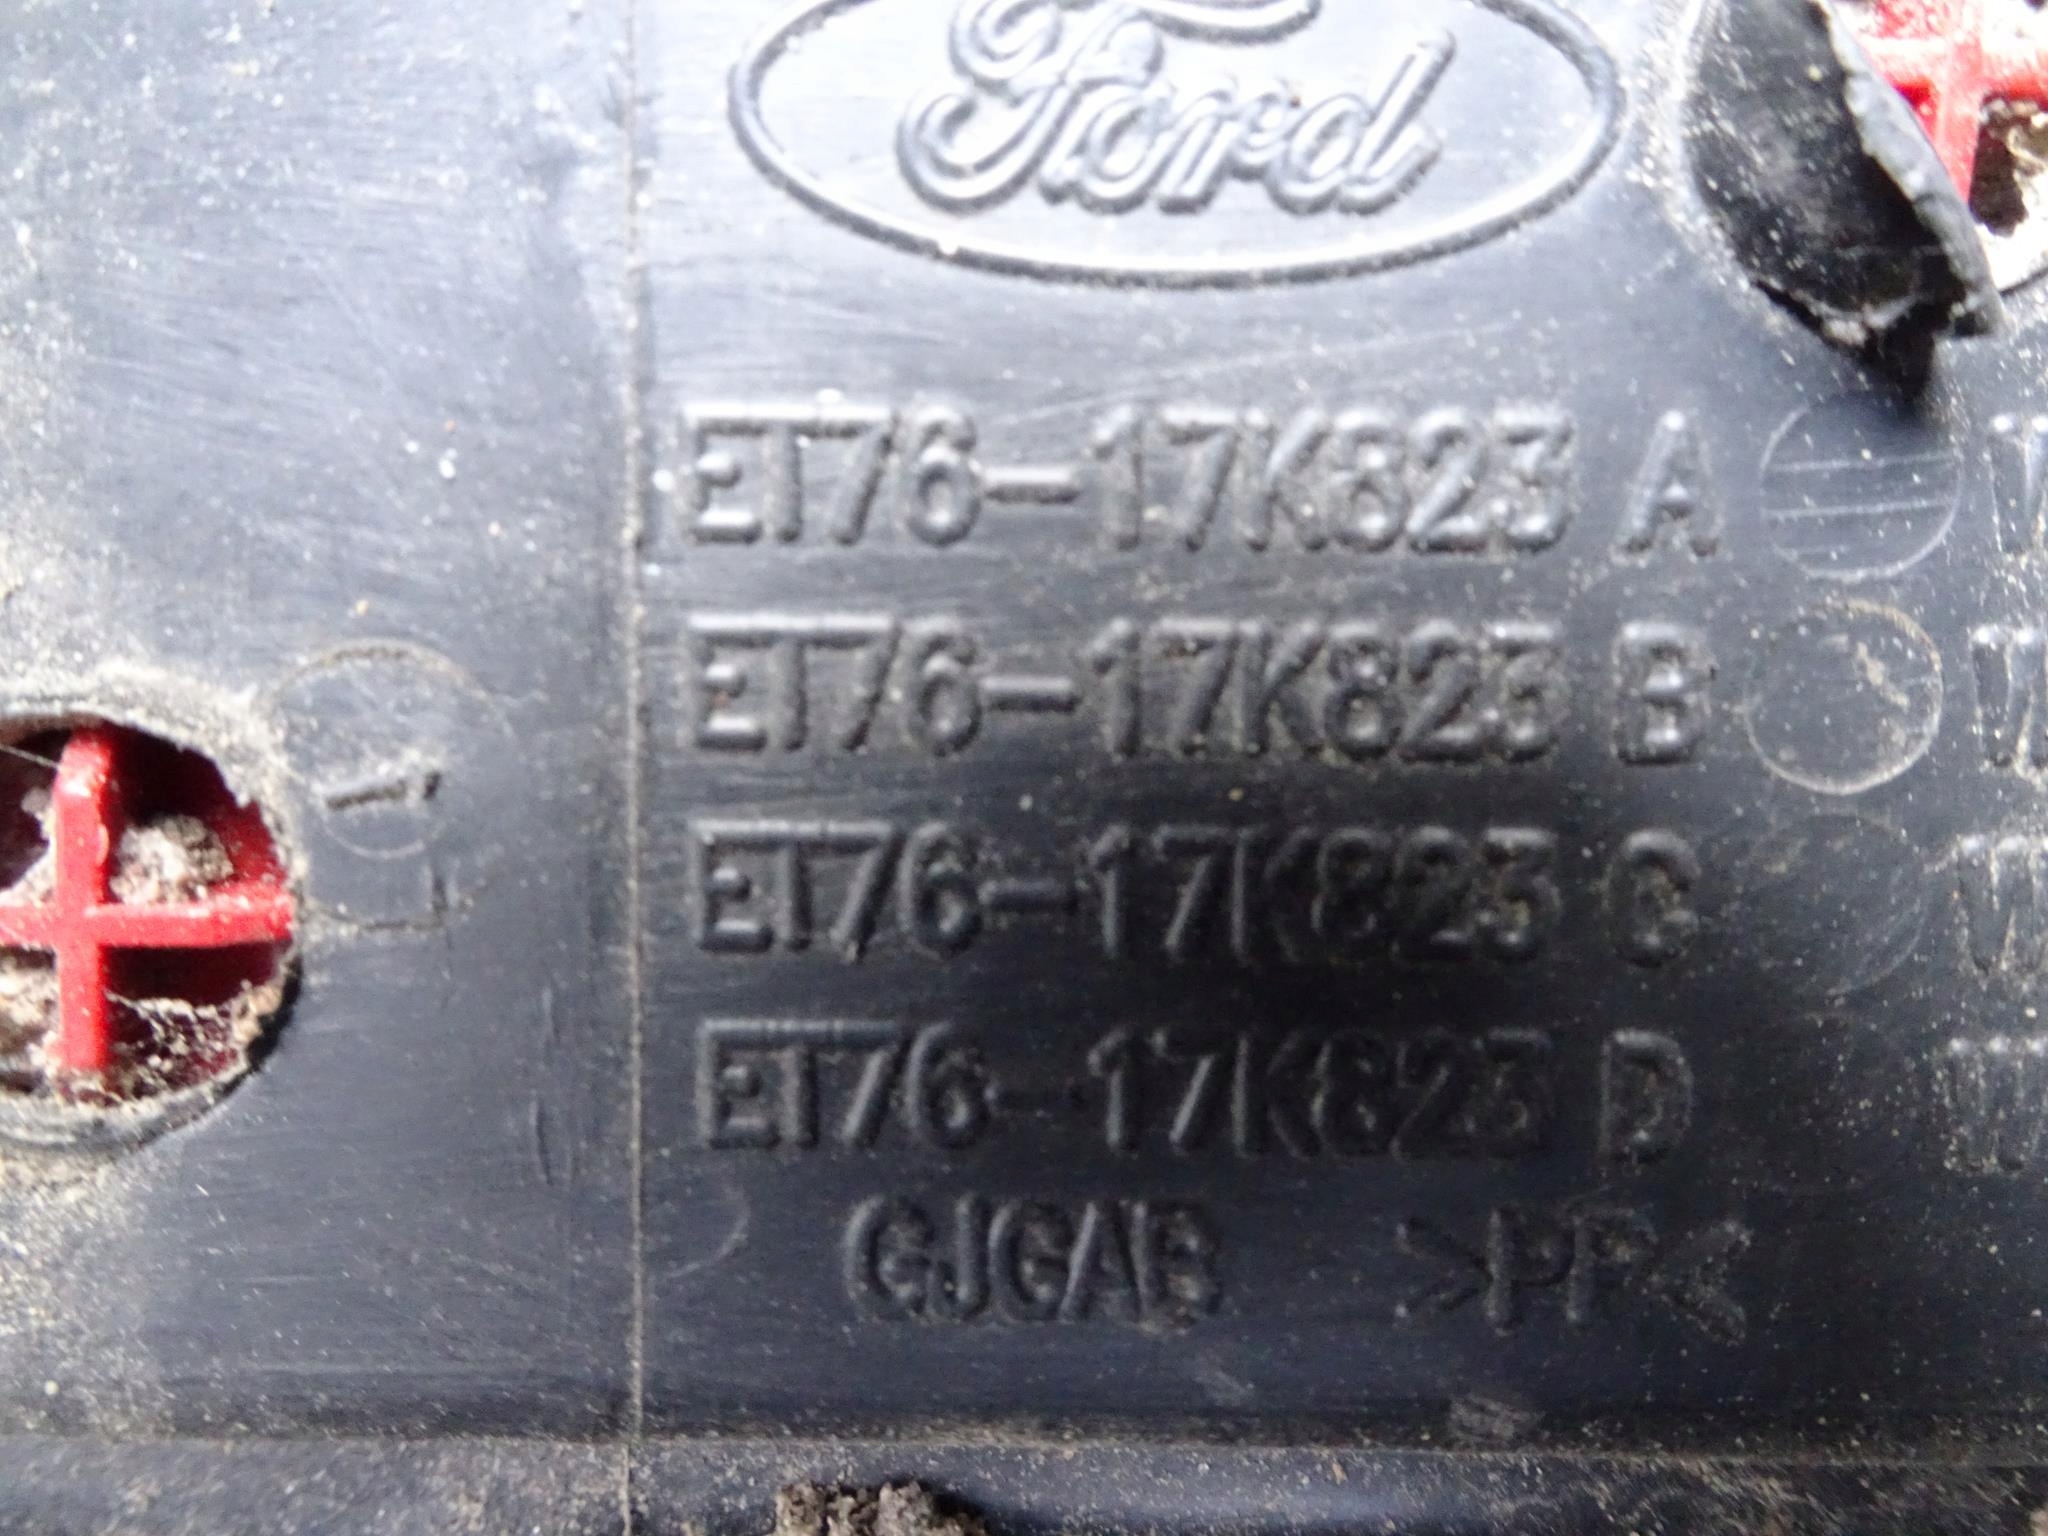 Ford
ET76-17K823 A
ET76-17K823 B
ET76-17K823 C
ET76-17K823 D
GJGAB >PP<